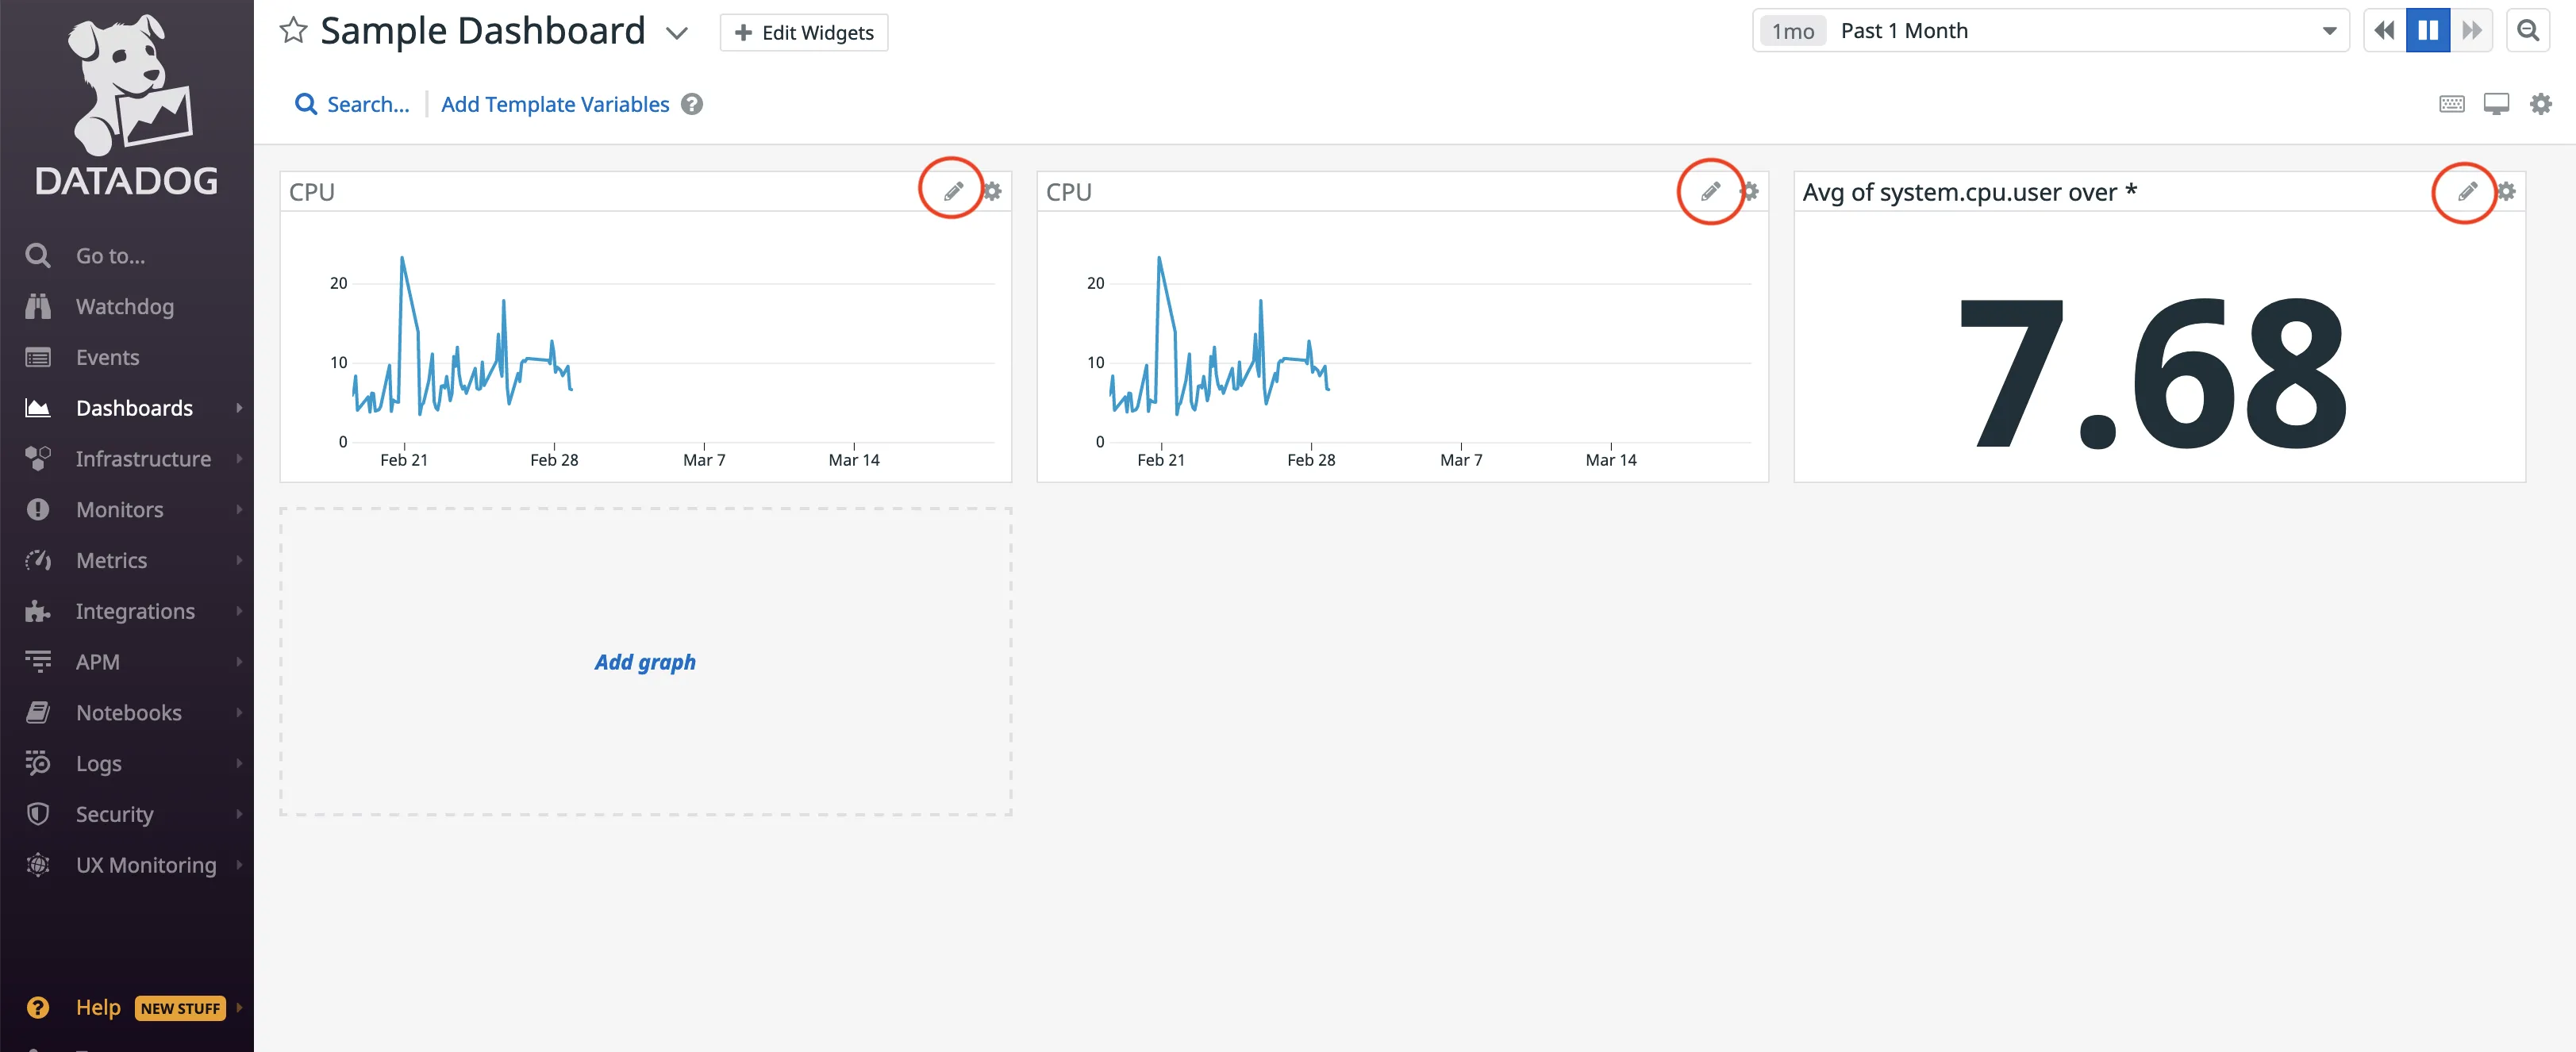 DATADOG
Go to...
Watchdog
Events
Dashboards
Infrastructure
Monitors
Metrics
Integrations
APM
Notebooks
Logs
Security
UX Monitoring
Help NEW STUFF
Sample Dashboard
Edit Widgets
1mo Past 1 Month
Search... Add Template Variables ?
CPU
20
10
0
Feb 21 Feb 28 Mar 7 Mar 14
CPU
20
10
0
Feb 21 Feb 28 Mar 7 Mar 14
Avg of system.cpu.user over *
7.68
Add graph